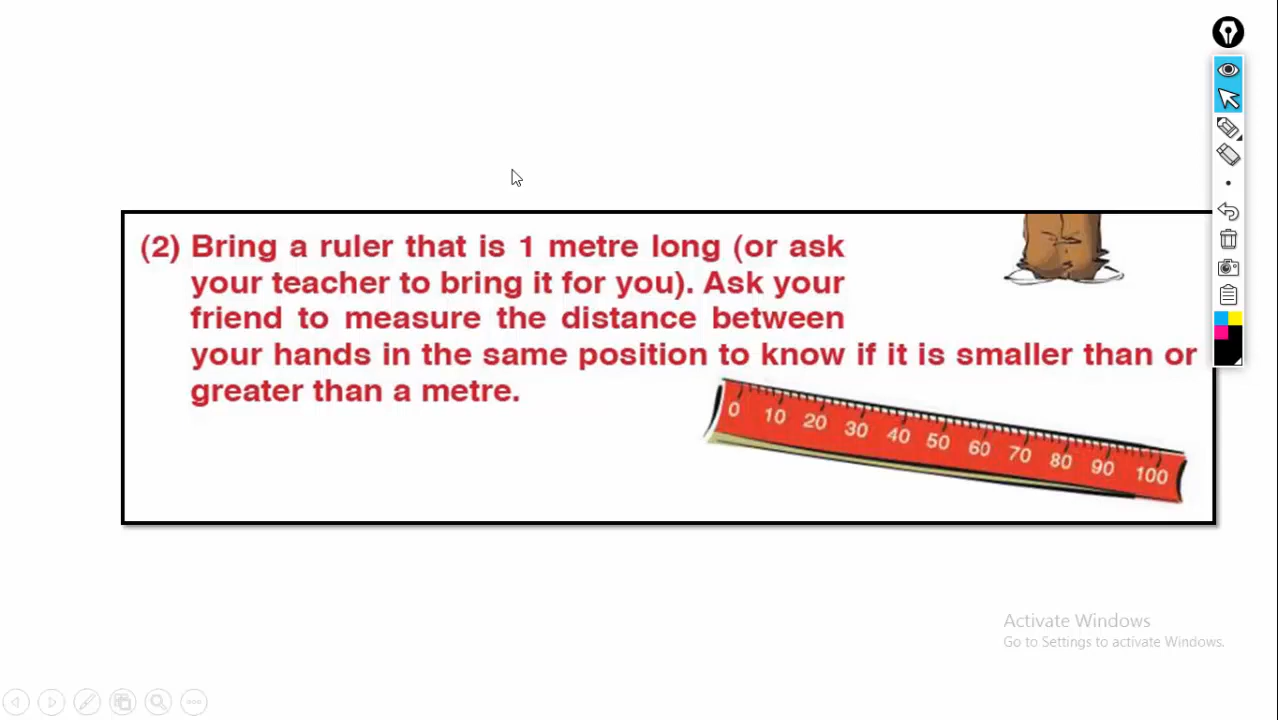 (2) Bring a ruler that is 1 metre long (or ask
your teacher to bring it for you). Ask your
friend to measure the distance between
your hands in the same position to know if it is smaller than or
greater than a metre.
0 10 20 30 40 50 60 70 80 90 100
Activate Windows
Go to Settings to activate Windows.